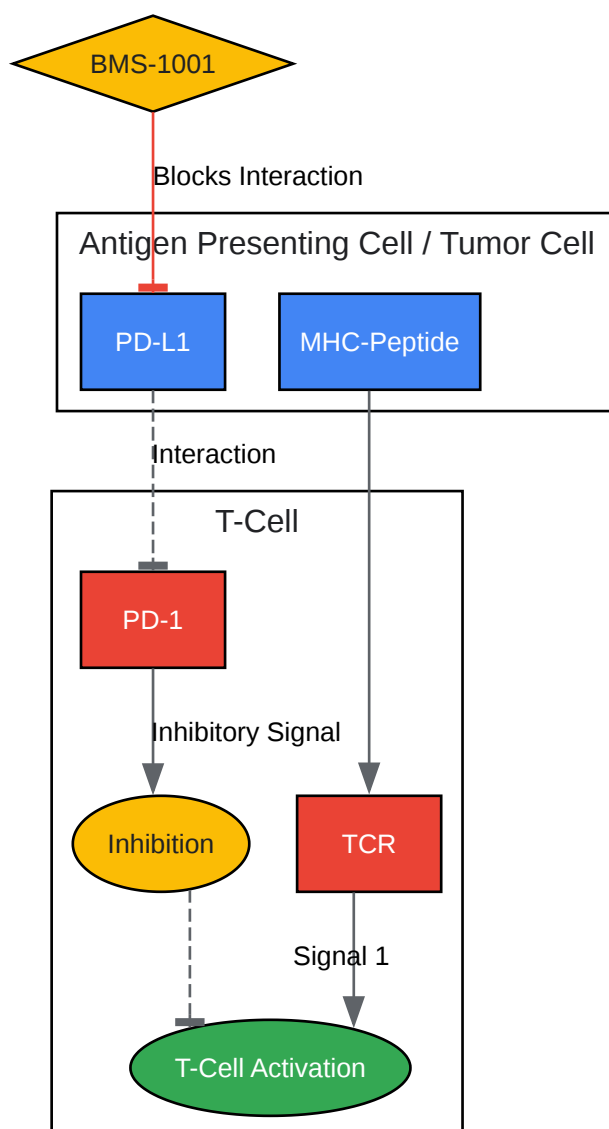 BMS-1001
Blocks Interaction
Antigen Presenting Cell / Tumor Cell
PD-L1
MHC-Peptide
Interaction
T-Cell
PD-1
Inhibitory Signal
Inhibition
TCR
Signal 1
T-Cell Activation